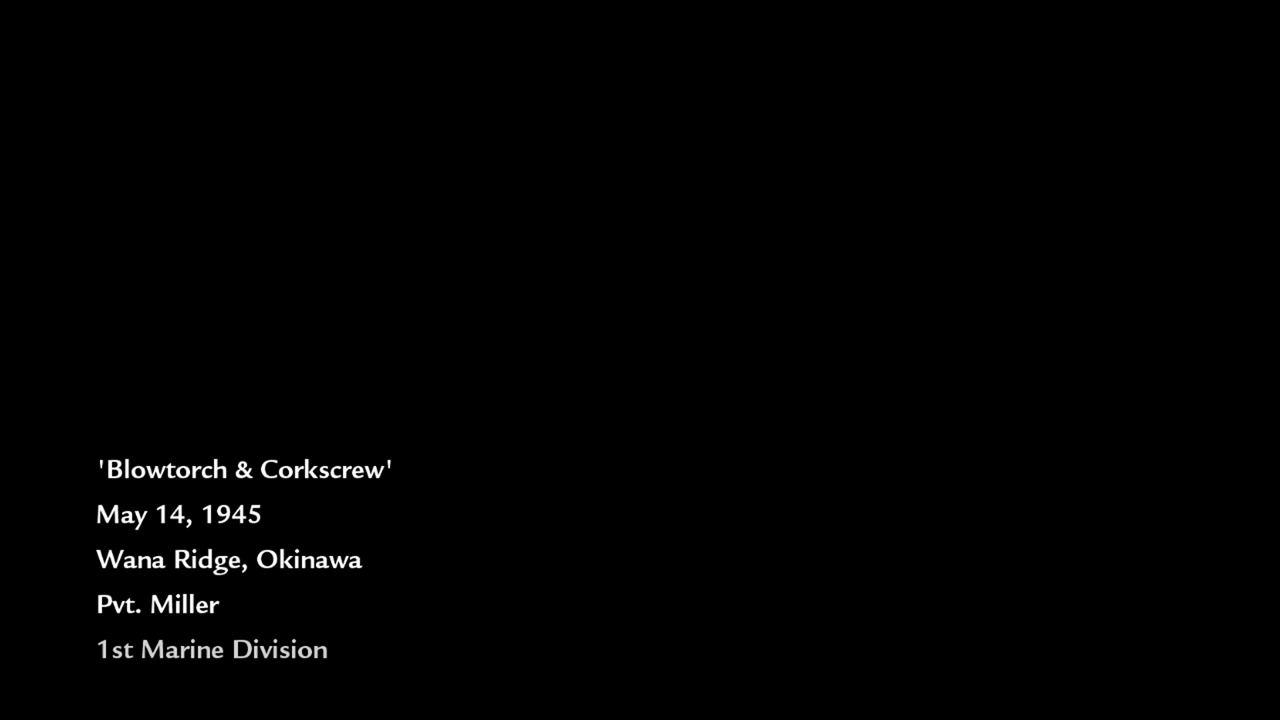 'Blowtorch & Corkscrew'
May 14, 1945
Wana Ridge, Okinawa
Pvt. Miller
1st Marine Division